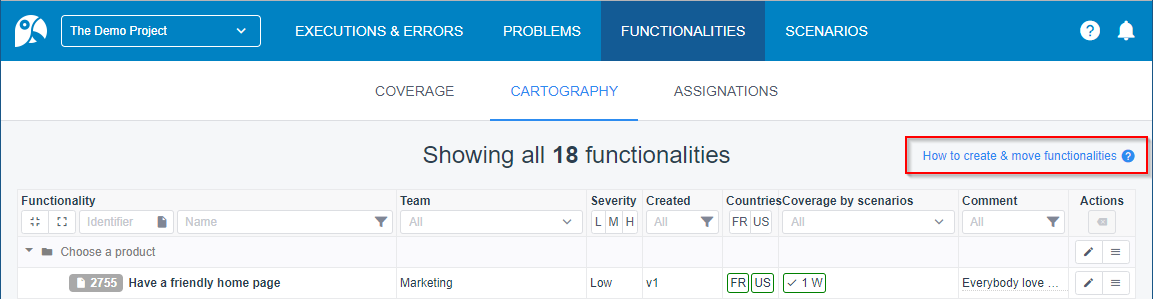 The Demo Project EXECUTIONS & ERRORS PROBLEMS FUNCTIONALITIES SCENARIOS ?
COVERAGE CARTOGRAPHY ASSIGNATIONS
Showing all 18 functionalities
How to create & move functionalities ?
Functionality Team Severity Created Countries Coverage by scenarios Comment Actions
Identifier Name All L M H All FR US All All
Choose a product
2755 Have a friendly home page Marketing Low v1 FR US 1 W Everybody love ...